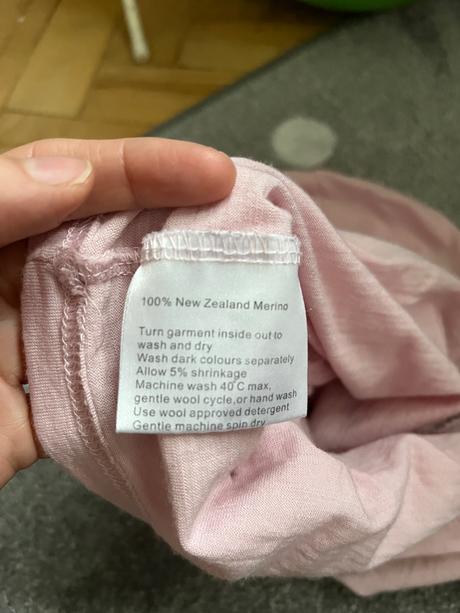 100% New Zealand Merino
Turn garment inside out to
wash and dry
Wash dark colours separately
Allow 5% shrinkage
Machine wash 40°C max,
gentle wool cycle,or hand wash
Use wool approved detergent
Gentle machine spin dry